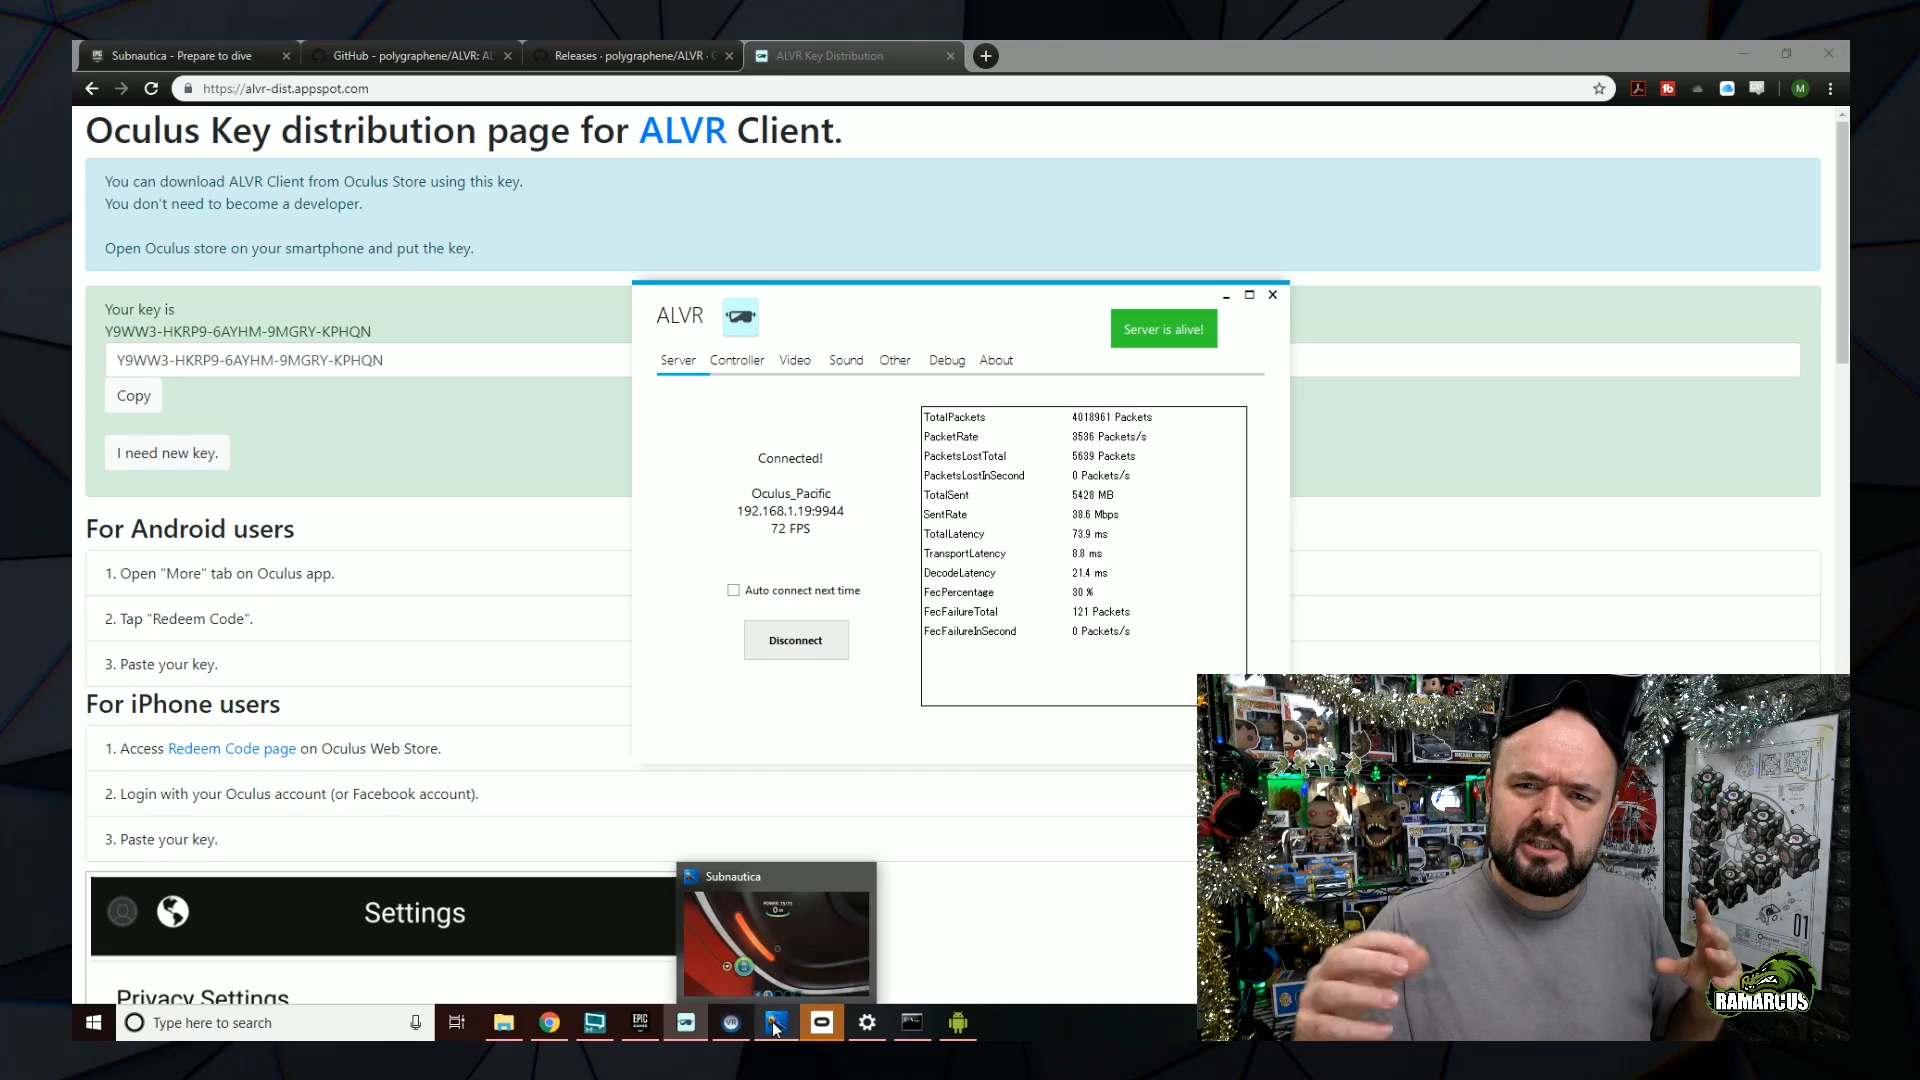 Subnautica - Prepare to dive
GitHub - polygraphene/ALVR: AL
Releases · polygraphene/ALVR ·
ALVR Key Distribution
https://alvr-dist.appspot.com
M
Oculus Key distribution page for ALVR Client.
You can download ALVR Client from Oculus Store using this key.
You don't need to become a developer.
Open Oculus store on your smartphone and put the key.
Your key is
Y9WW3-HKRP9-6AYHM-9MGRY-KPHQN
Y9WW3-HKRP9-6AYHM-9MGRY-KPHQN
Copy
I need new key.
For Android users
1. Open "More" tab on Oculus app.
2. Tap "Redeem Code".
3. Paste your key.
For iPhone users
1. Access Redeem Code page on Oculus Web Store.
2. Login with your Oculus account (or Facebook account).
3. Paste your key.
Settings
Privacy Settings
ALVR
Server is alive!
Server Controller Video Sound Other Debug About
Connected!
Oculus_Pacific
192.168.1.19:9944
72 FPS
Auto connect next time
Disconnect
TotalPackets 4018961 Packets
PacketRate 3536 Packets/s
PacketsLostTotal 5639 Packets
PacketsLostInSecond 0 Packets/s
TotalSent 5428 MB
SentRate 38.6 Mbps
TotalLatency 73.9 ms
TransportLatency 8.8 ms
DecodeLatency 21.4 ms
FecPercentage 30 %
FecFailureTotal 121 Packets
FecFailureInSecond 0 Packets/s
Subnautica
Type here to search
EPIC GAMES
VR
01
RAMARCUS